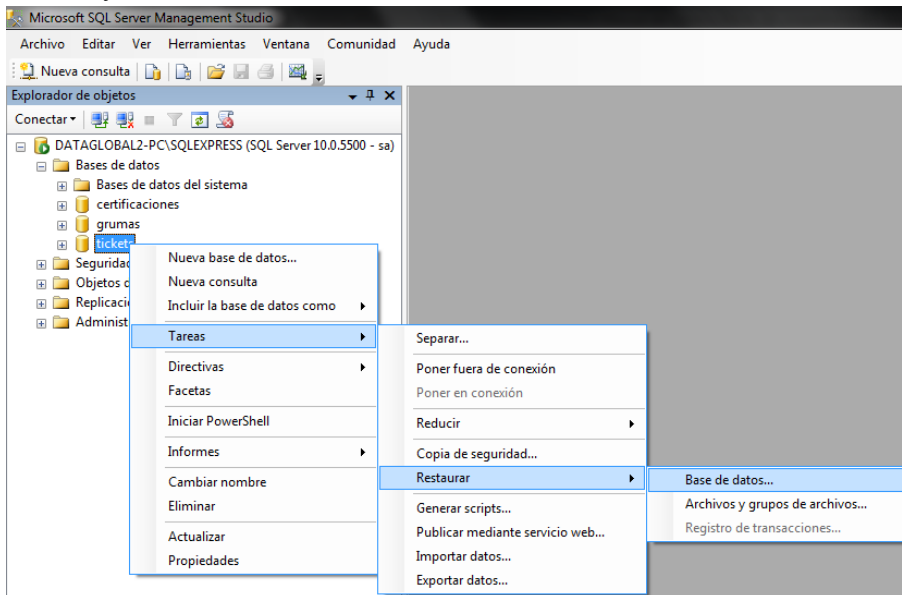 Microsoft SQL Server Management Studio
Archivo Editar Ver Herramientas Ventana Comunidad Ayuda
Nueva consulta
Explorador de objetos
Conectar
DATAGLOBAL2-PC\SQLEXPRESS (SQL Server 10.0.5500 - sa)
Bases de datos
Bases de datos del sistema
certificaciones
grumas
tickets
Seguridad
Objetos d
Replicaci
Administ
Nueva base de datos...
Nueva consulta
Incluir la base de datos como
Tareas
Directivas
Facetas
Iniciar PowerShell
Informes
Cambiar nombre
Eliminar
Actualizar
Propiedades
Separar...
Poner fuera de conexión
Poner en conexión
Reducir
Copia de seguridad...
Restaurar
Generar scripts...
Publicar mediante servicio web...
Importar datos...
Exportar datos...
Base de datos...
Archivos y grupos de archivos...
Registro de transacciones...